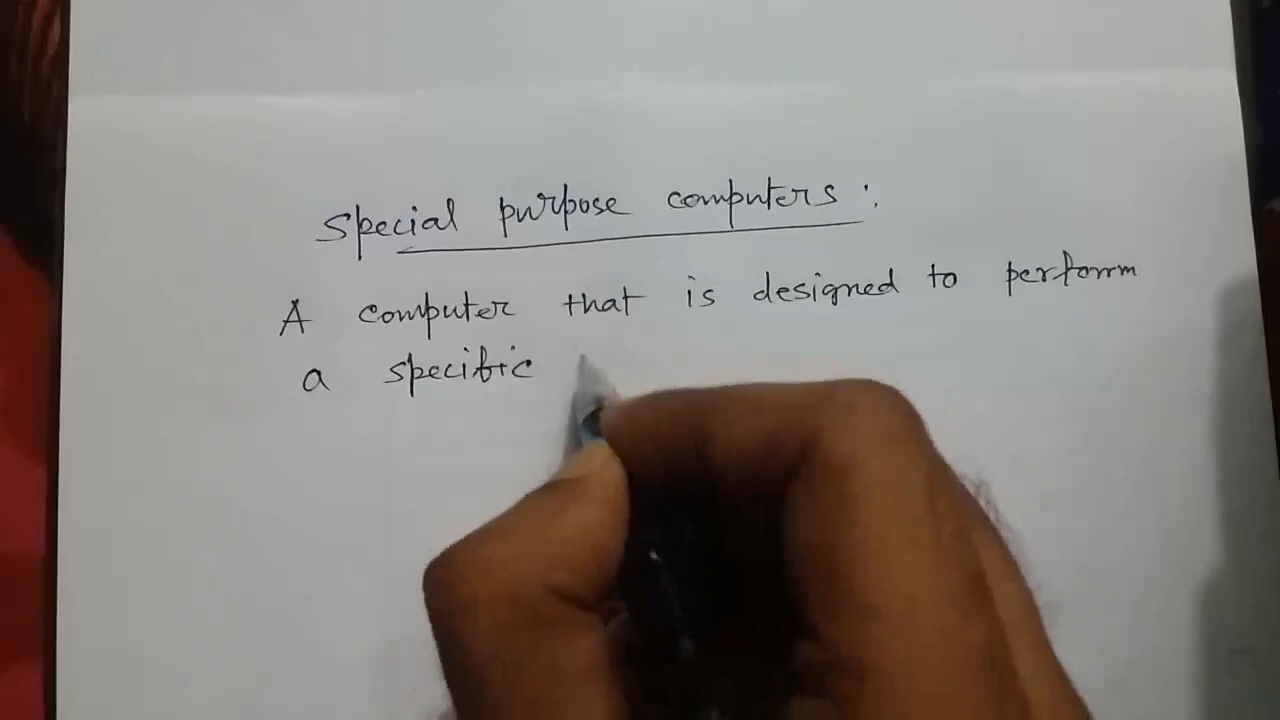 Special purpose computers :
A computer that is designed to perform
a specific